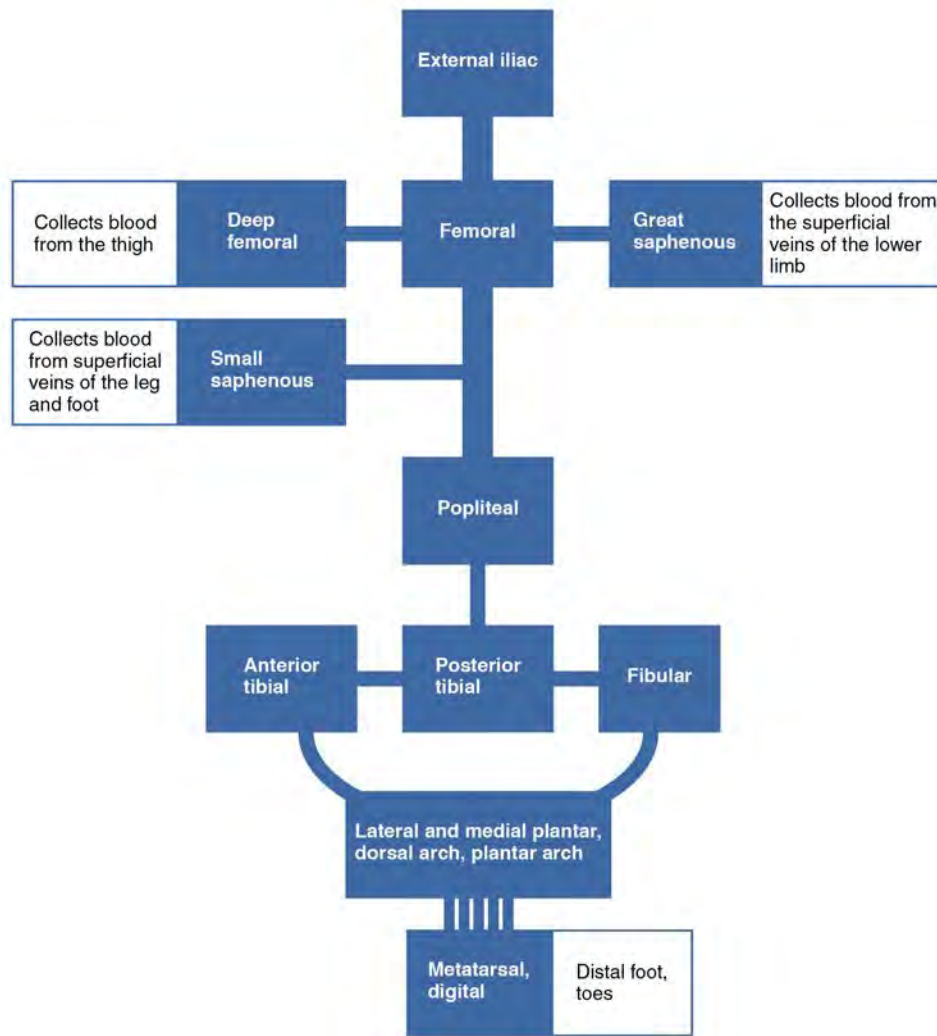 External iliac
Collects blood
from the thigh
Deep
femoral
Femoral
Great
saphenous
Collects blood from
the superficial
veins of the lower
limb
Collects blood
from superficial
veins of the leg
and foot
Small
saphenous
Popliteal
Anterior
tibial
Posterior
tibial
Fibular
Lateral and medial plantar,
dorsal arch, plantar arch
Metatarsal,
digital
Distal foot,
toes